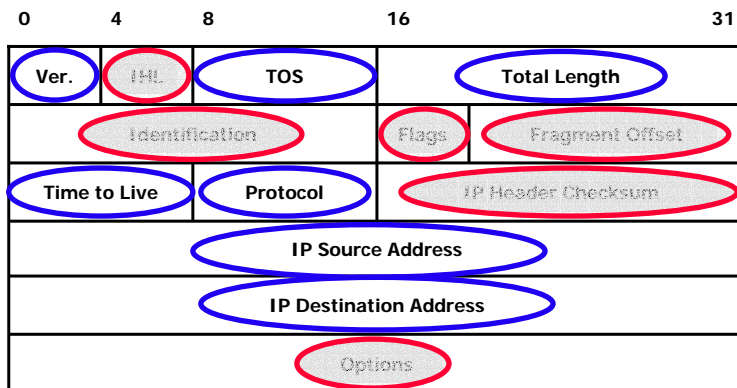 0 4 8 16 31
Ver. IHL TOS Total Length
Identification Flags Fragment Offset
Time to Live Protocol IP Header Checksum
IP Source Address
IP Destination Address
Options